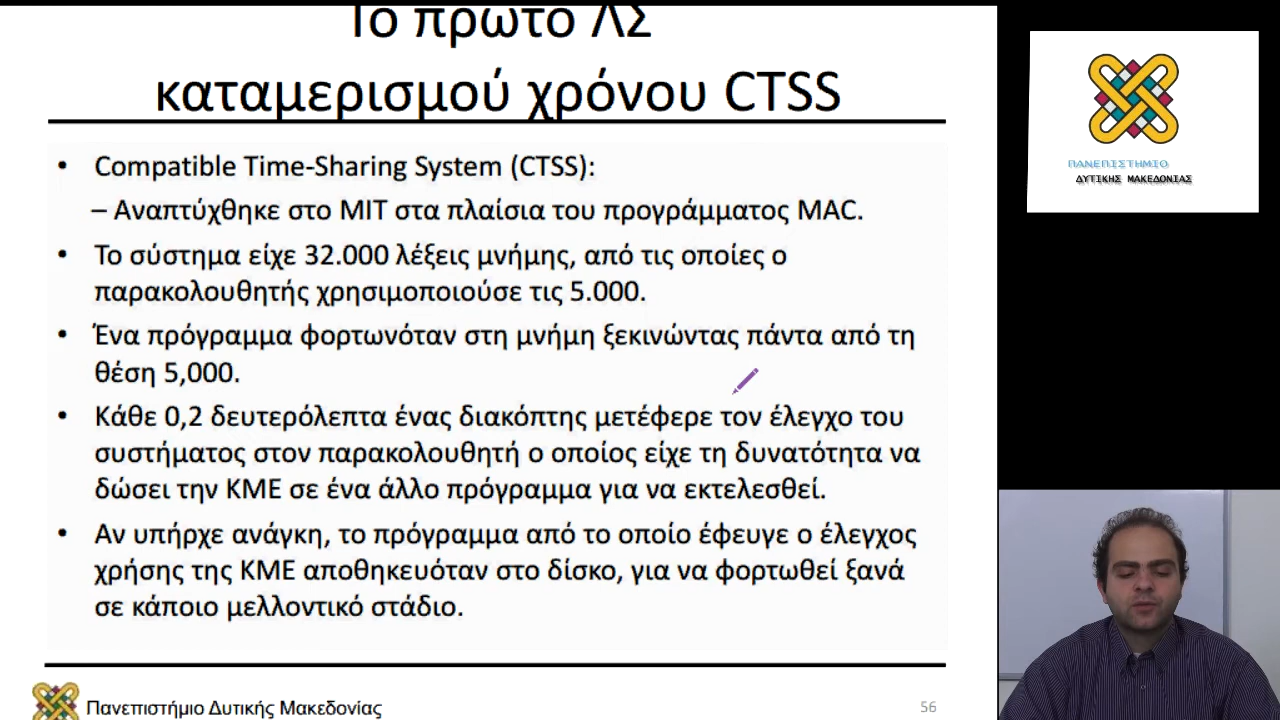 Το πρώτο ΛΣ
καταμερισμού χρόνου CTSS
• Compatible Time-Sharing System (CTSS):
– Αναπτύχθηκε στο MIT στα πλαίσια του προγράμματος MAC.
• Το σύστημα είχε 32.000 λέξεις μνήμης, από τις οποίες ο
παρακολουθητής χρησιμοποιούσε τις 5.000.
• Ένα πρόγραμμα φορτωνόταν στη μνήμη ξεκινώντας πάντα από τη
θέση 5,000.
• Κάθε 0,2 δευτερόλεπτα ένας διακόπτης μετέφερε τον έλεγχο του
συστήματος στον παρακολουθητή ο οποίος είχε τη δυνατότητα να
δώσει την ΚΜΕ σε ένα άλλο πρόγραμμα για να εκτελεσθεί.
• Αν υπήρχε ανάγκη, το πρόγραμμα από το οποίο έφευγε ο έλεγχος
χρήσης της ΚΜΕ αποθηκευόταν στο δίσκο, για να φορτωθεί ξανά
σε κάποιο μελλοντικό στάδιο.
Πανεπιστήμιο Δυτικής Μακεδονίας
56
ΠΑΝΕΠΙΣΤΗΜΙΟ
ΔΥΤΙΚΗΣ ΜΑΚΕΔΟΝΙΑΣ